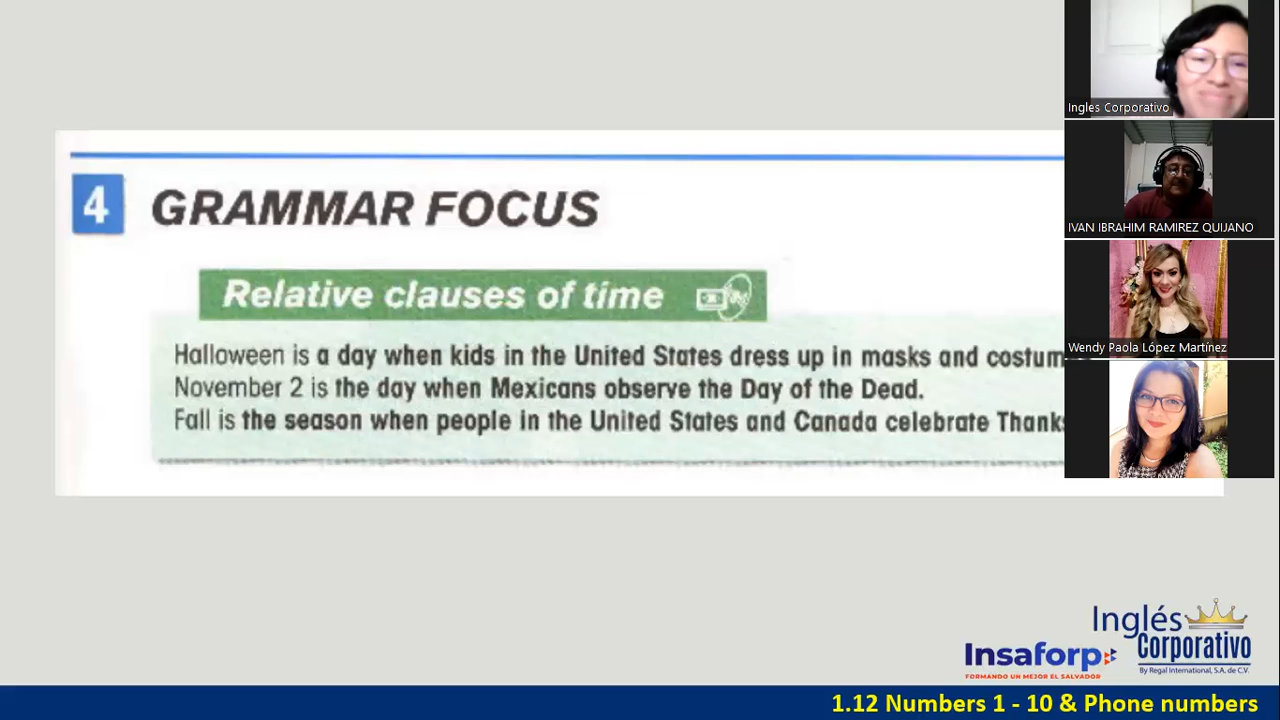 4 GRAMMAR FOCUS
Relative clauses of time
Halloween is a day when kids in the United States dress up in masks and costum
November 2 is the day when Mexicans observe the Day of the Dead.
Fall is the season when people in the United States and Canada celebrate Thanks
Ingles Corporativo
IVAN IBRAHIM RAMIREZ QUIJANO
Wendy Paola López Martínez
Insaforp
FORMANDO UN MEJOR EL SALVADOR
Inglés
Corporativo
By Regal International, S.A. de C.V.
1.12 Numbers 1 - 10 & Phone numbers